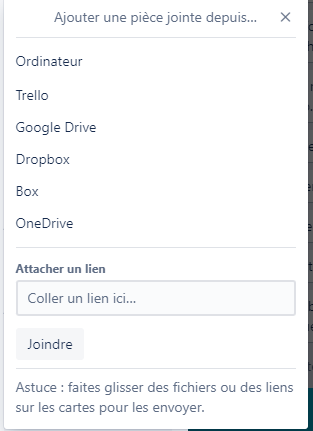 Ajouter une pièce jointe depuis...
Ordinateur
Trello
Google Drive
Dropbox
Box
OneDrive
Attacher un lien
Coller un lien ici...
Joindre
Astuce : faites glisser des fichiers ou des liens
sur les cartes pour les envoyer.